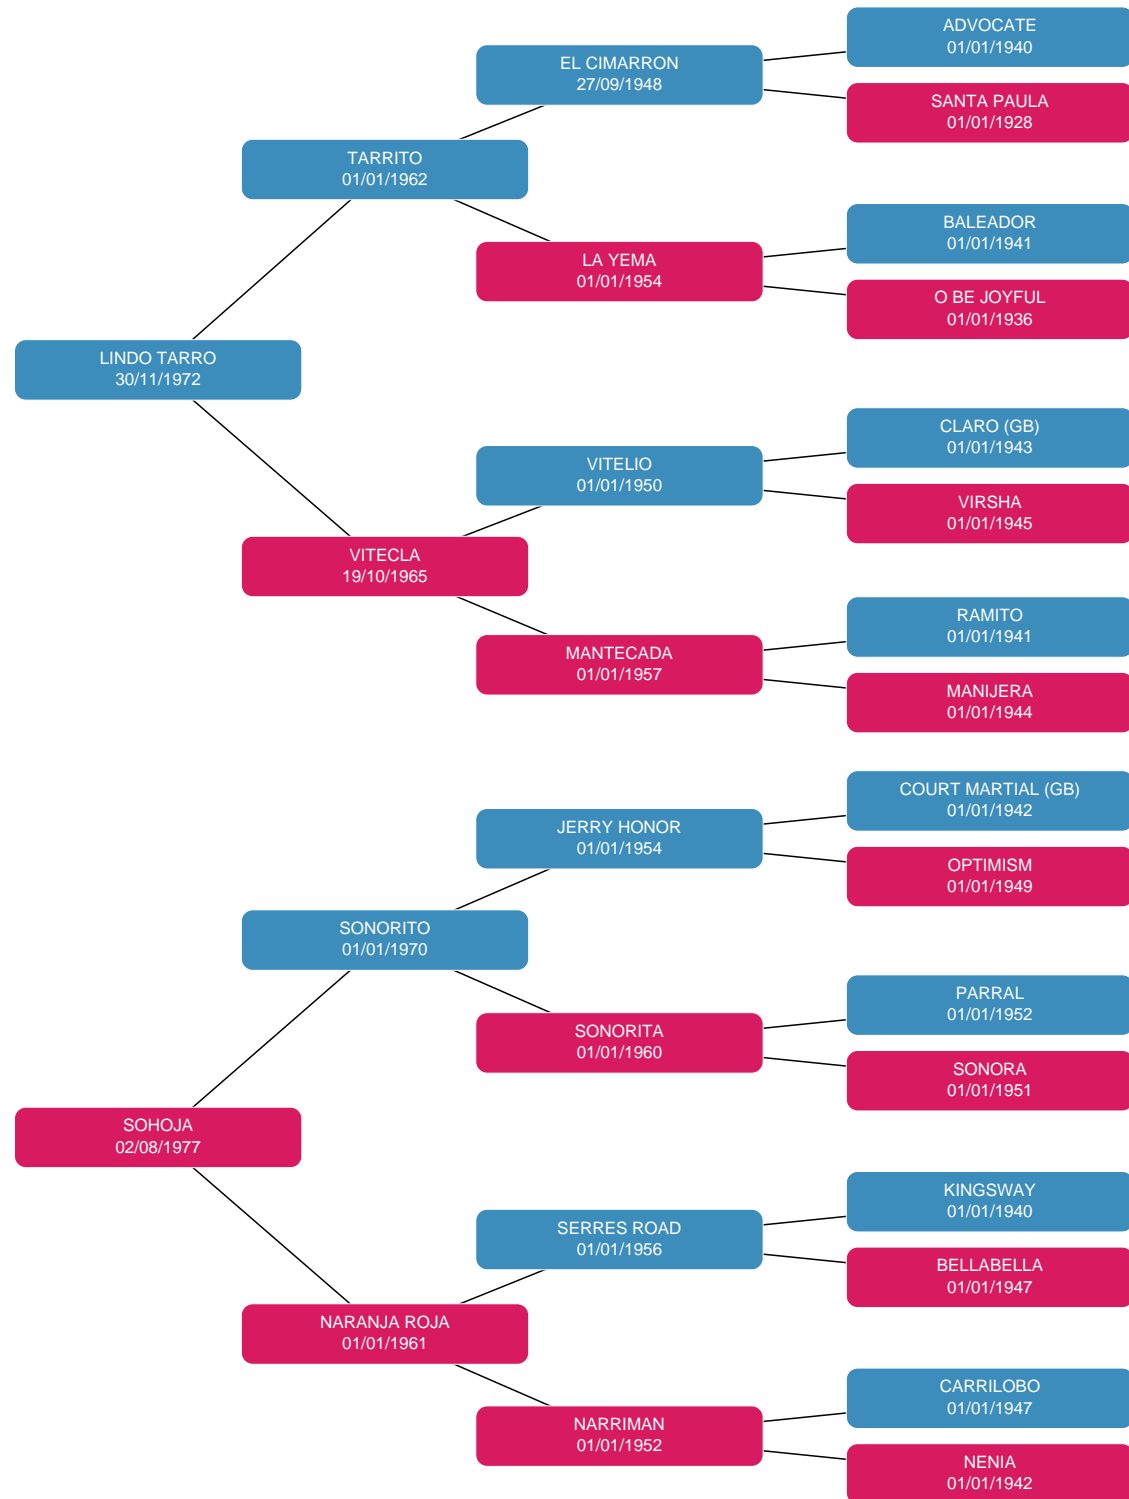 ADVOCATE
01/01/1940
EL CIMARRON
27/09/1948
SANTA PAULA
01/01/1928
TARRITO
01/01/1962
BALEADOR
01/01/1941
LA YEMA
01/01/1954
O BE JOYFUL
01/01/1936
LINDO TARRO
30/11/1972
CLARO (GB)
01/01/1943
VITELIO
01/01/1950
VIRSHA
01/01/1945
VITECLA
19/10/1965
RAMITO
01/01/1941
MANTECADA
01/01/1957
MANIJERA
01/01/1944
COURT MARTIAL (GB)
01/01/1942
JERRY HONOR
01/01/1954
OPTIMISM
01/01/1949
SONORITO
01/01/1970
PARRAL
01/01/1952
SONORITA
01/01/1960
SONORA
01/01/1951
SOHOJA
02/08/1977
KINGSWAY
01/01/1940
SERRES ROAD
01/01/1956
BELLABELLA
01/01/1947
NARANJA ROJA
01/01/1961
CARRILOBO
01/01/1947
NARRIMAN
01/01/1952
NENIA
01/01/1942